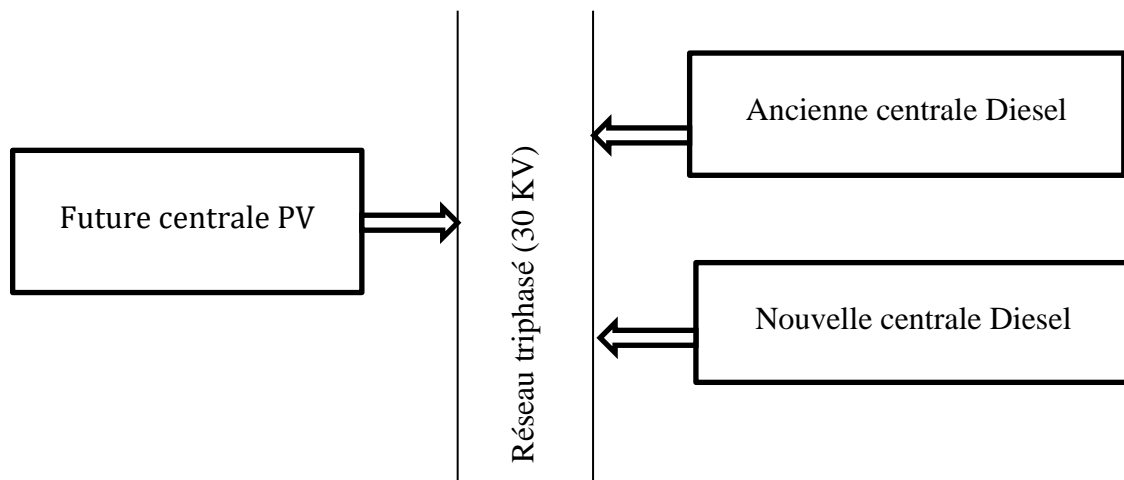 Future centrale PV
Réseau triphasé (30 KV)
Ancienne centrale Diesel
Nouvelle centrale Diesel